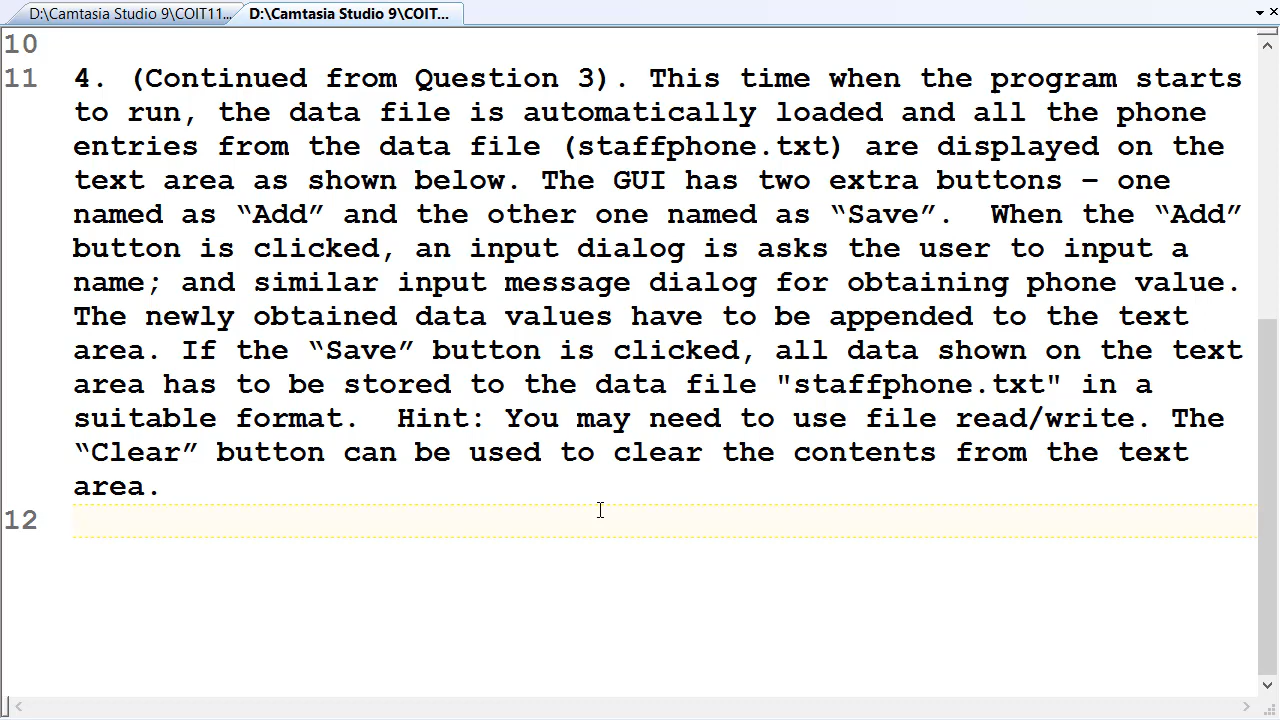 D:\Camtasia Studio 9\COIT11... D:\Camtasia Studio 9\COIT...
10
11 4. (Continued from Question 3). This time when the program starts
to run, the data file is automatically loaded and all the phone
entries from the data file (staffphone.txt) are displayed on the
text area as shown below. The GUI has two extra buttons – one
named as “Add” and the other one named as “Save”.  When the “Add”
button is clicked, an input dialog is asks the user to input a
name; and similar input message dialog for obtaining phone value.
The newly obtained data values have to be appended to the text
area. If the “Save” button is clicked, all data shown on the text
area has to be stored to the data file "staffphone.txt" in a
suitable format.  Hint: You may need to use file read/write. The
“Clear” button can be used to clear the contents from the text
area.
12